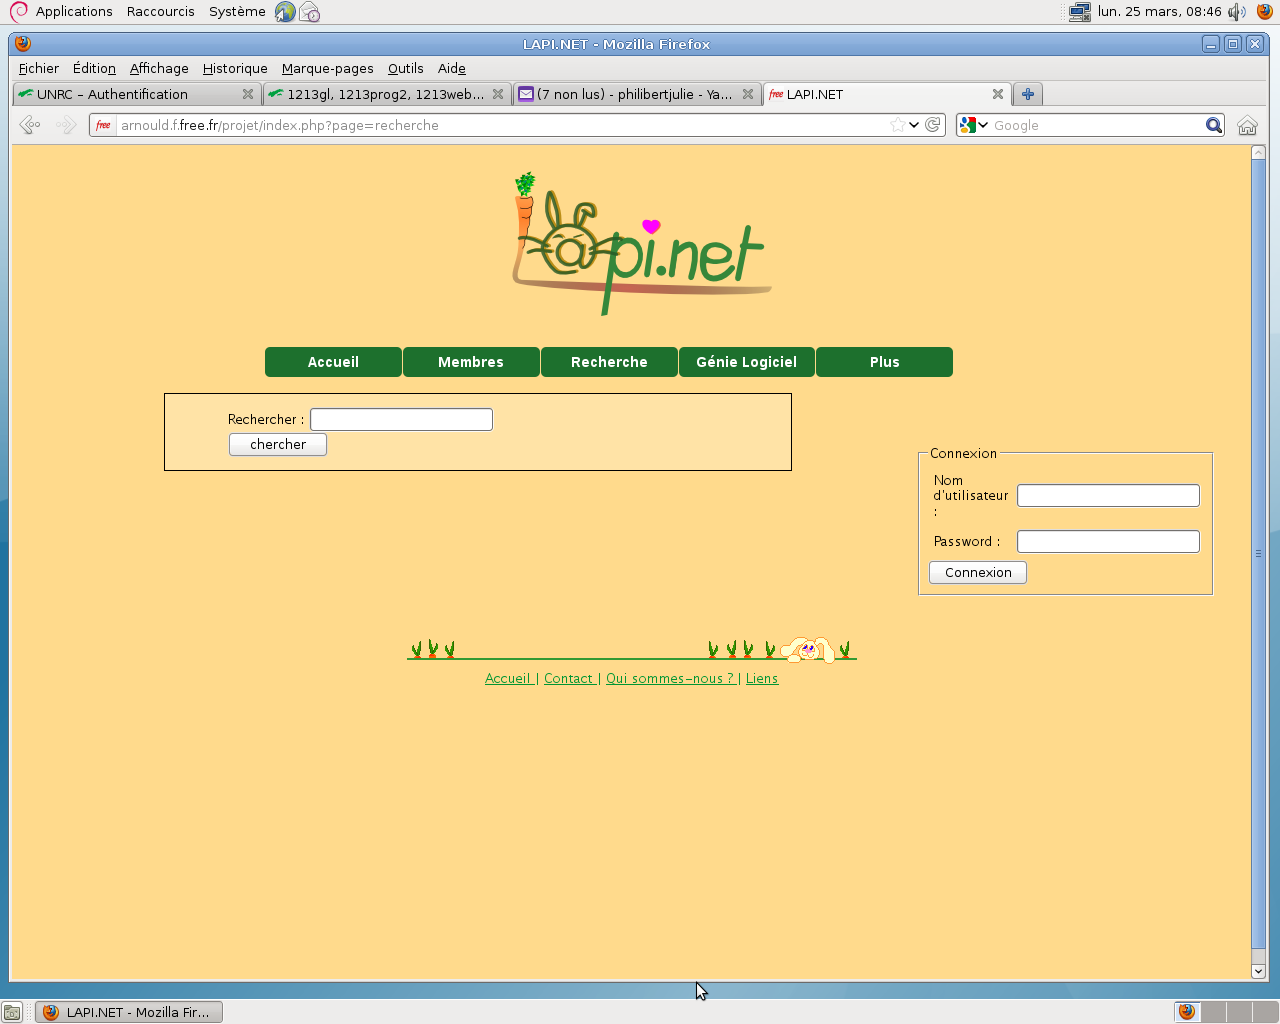 Applications Raccourcis Système lun. 25 mars, 08:46
LAPI.NET - Mozilla Firefox
Fichier Édition Affichage Historique Marque-pages Outils Aide
UNRC – Authentification 1213gl, 1213prog2, 1213web... (7 non lus) - philibertjulie - Ya... free LAPI.NET
free arnould.f.free.fr/projet/index.php?page=recherche Google
L@pi.net
Accueil Membres Recherche Génie Logiciel Plus
Rechercher :
chercher
Connexion
Nom
d'utilisateur
:
Password :
Connexion
Accueil | Contact | Qui sommes-nous ? | Liens
LAPI.NET - Mozilla Fir...